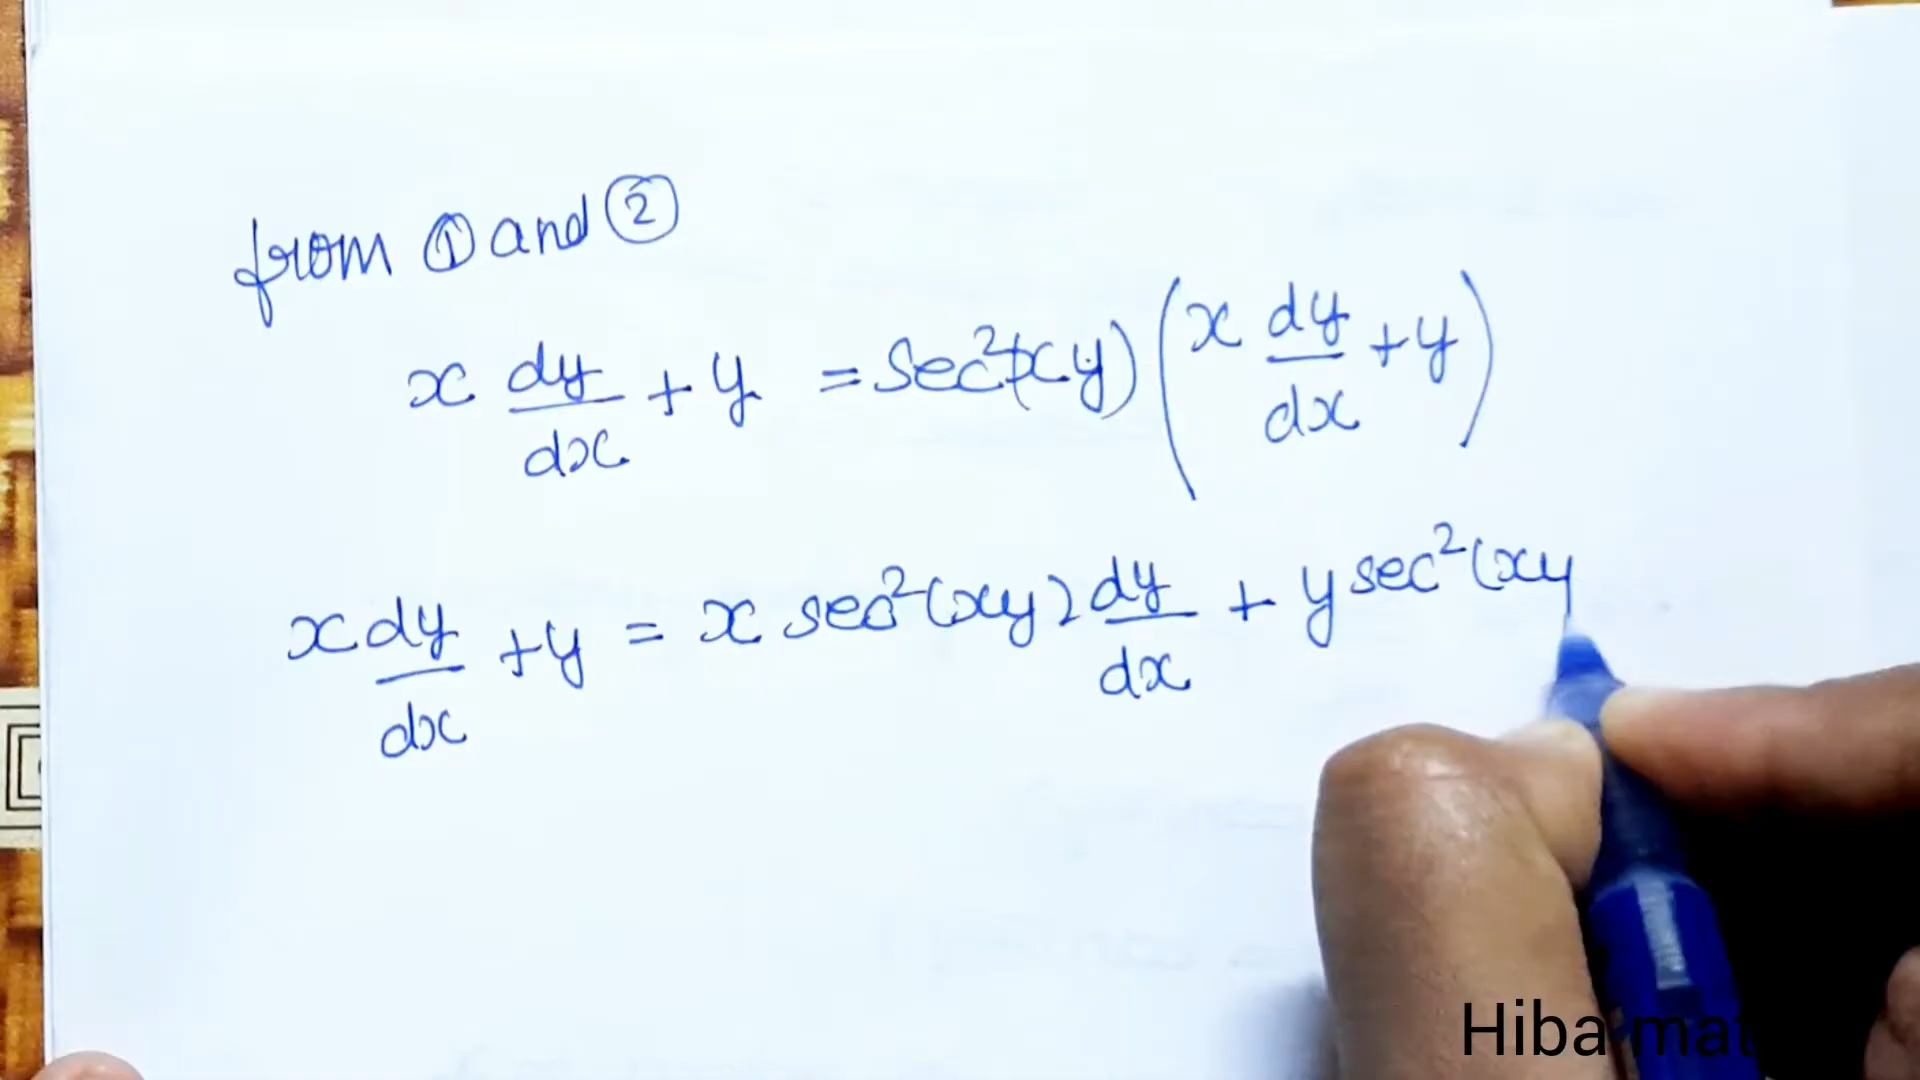 from ① and ②
x dy/dx + y = sec²(xy) (x dy/dx + y)
x dy/dx + y = x sec²(xy) dy/dx + y sec²(xy
Hiba mat